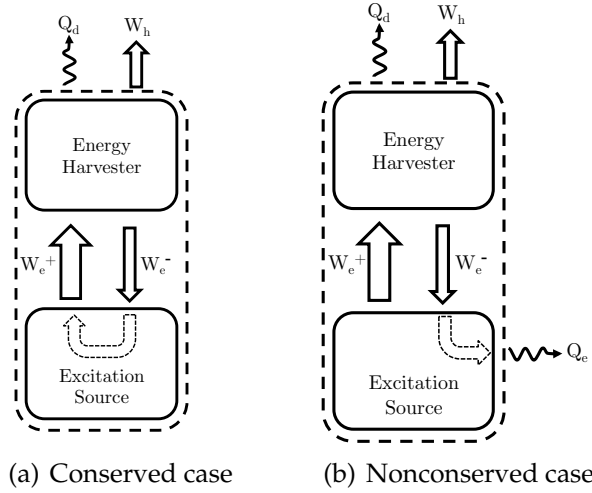 Q_d
W_h
Energy
Harvester
W_e^+
W_e^-
Excitation
Source
(a) Conserved case
Q_d
W_h
Energy
Harvester
W_e^+
W_e^-
Excitation
Source
Q_e
(b) Nonconserved case